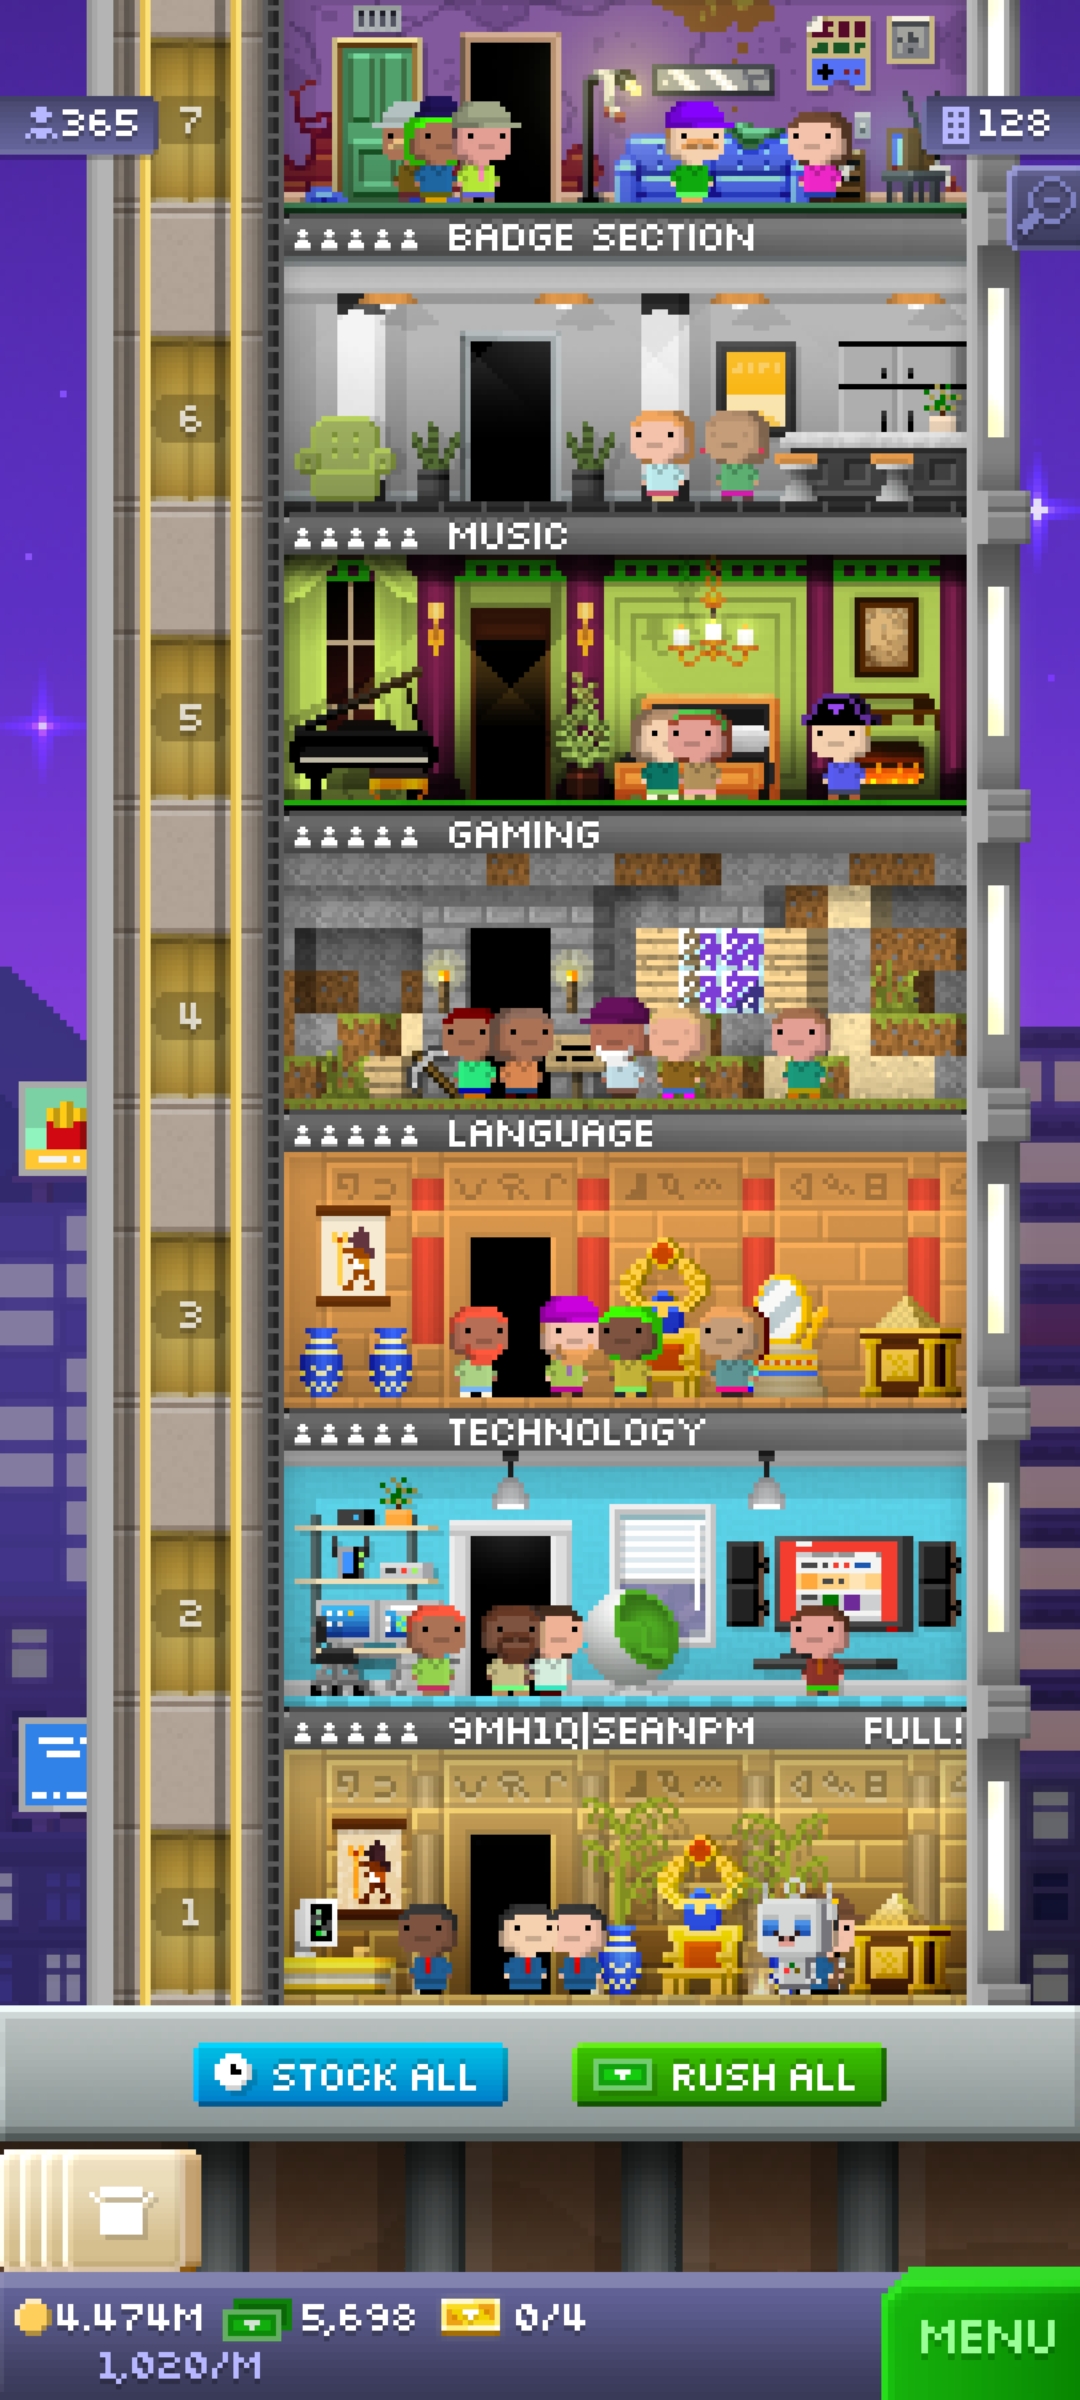 365
7
128
BADGE SECTION
6
MUSIC
5
GAMING
4
LANGUAGE
3
TECHNOLOGY
2
9MH1Q|SEANPM FULL!
1
STOCK ALL
RUSH ALL
4.474M 5,698 0/4
1,020/M
MENU